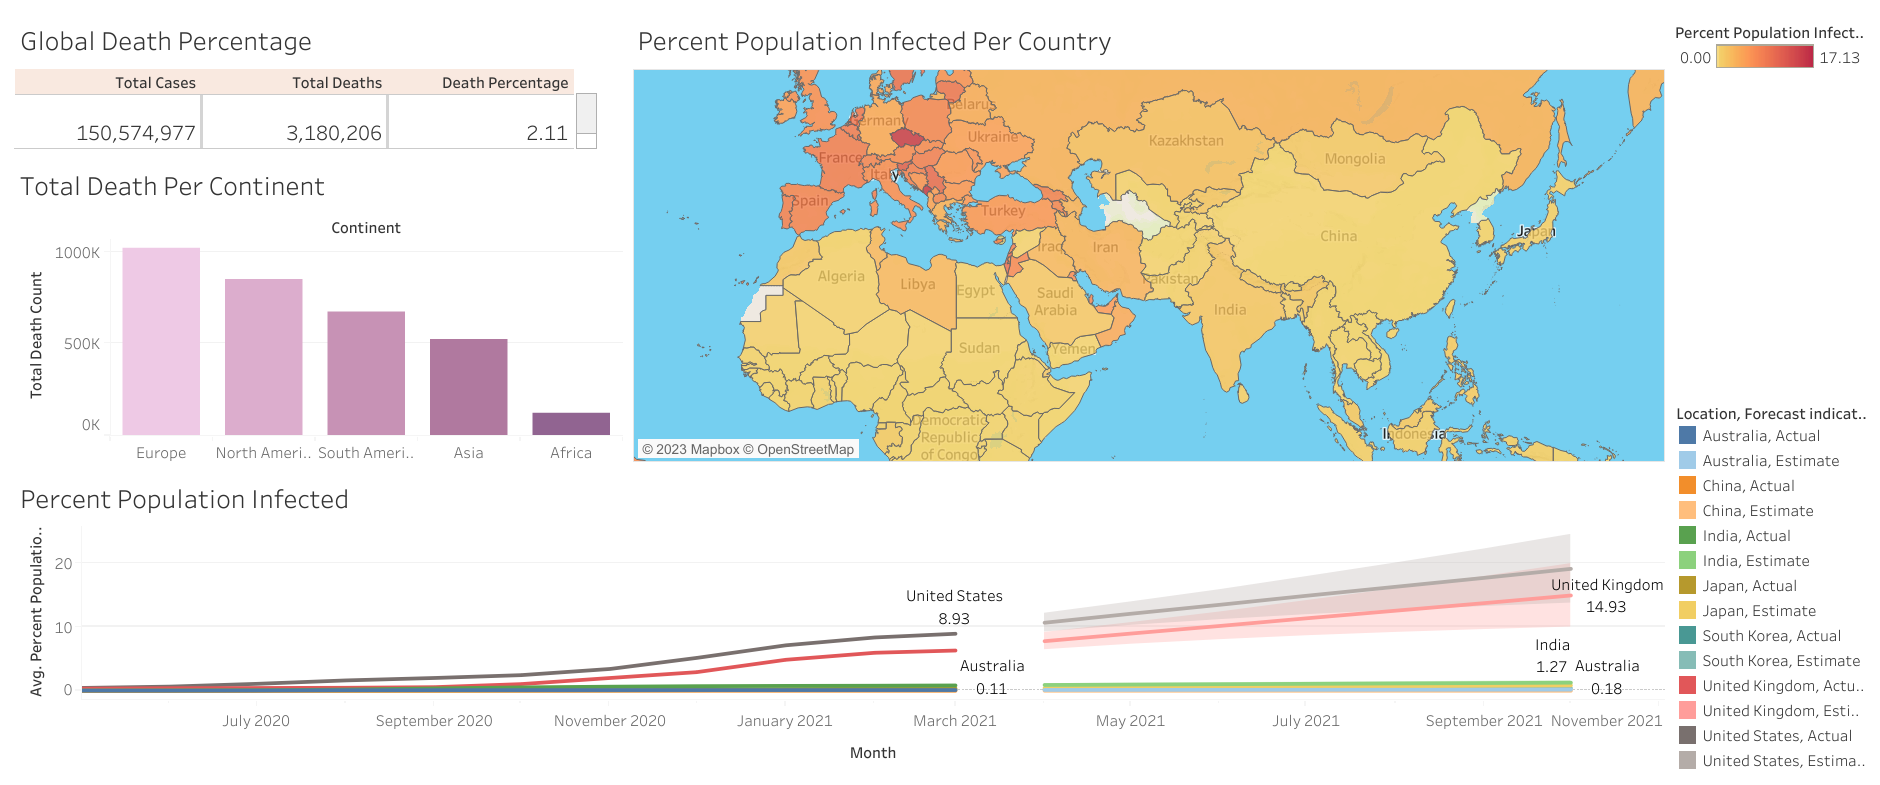 Global Death Percentage
Total Cases Total Deaths Death Percentage
150,574,977 3,180,206 2.11
Total Death Per Continent
Continent
Total Death Count
1000K
500K
0K
Europe North Ameri.. South Ameri.. Asia Africa
Percent Population Infected Per Country
Belarus
Germany
Ukraine
Kazakhstan
France
Mongolia
Italy
Spain
Turkey
Japan
China
Iraq
Iran
Algeria
Libya
Egypt
Pakistan
Saudi
Arabia
India
Sudan
Yemen
Democratic
Republic
of Congo
Indonesia
© 2023 Mapbox © OpenStreetMap
Percent Population Infect..
0.00 17.13
Percent Population Infected
Avg. Percent Populatio..
20
10
0
United States
8.93
Australia
0.11
United Kingdom
14.93
India
1.27
Australia
0.18
July 2020 September 2020 November 2020 January 2021 March 2021 May 2021 July 2021 September 2021 November 2021
Month
Location, Forecast indicat..
Australia, Actual
Australia, Estimate
China, Actual
China, Estimate
India, Actual
India, Estimate
Japan, Actual
Japan, Estimate
South Korea, Actual
South Korea, Estimate
United Kingdom, Actu..
United Kingdom, Esti..
United States, Actual
United States, Estima..